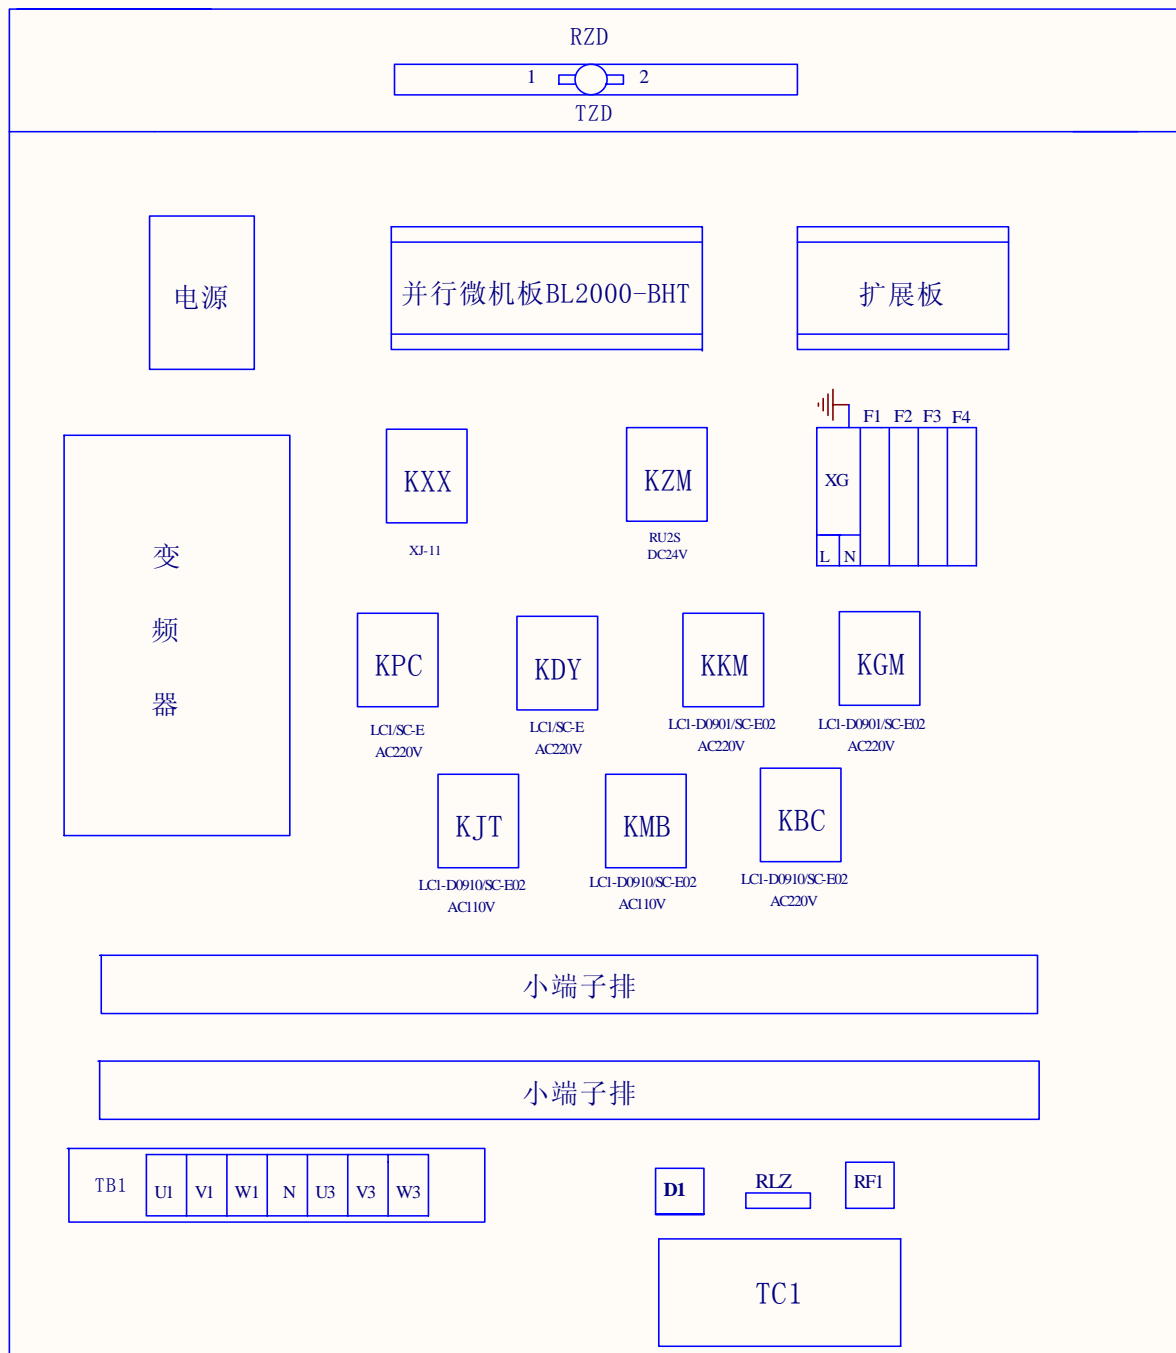 RZD
1 2
TZD
电源
并行微机板BL2000-BHT
扩展板
F1 F2 F3 F4
XG
L N
KXX
XJ-11
KZM
RU2S
DC24V
变
频
器
KPC
LC1/SC-E
AC220V
KDY
LC1/SC-E
AC220V
KKM
LC1-D0901/SC-E02
AC220V
KGM
LC1-D0901/SC-E02
AC220V
KJT
LC1-D0910/SC-E02
AC110V
KMB
LC1-D0910/SC-E02
AC110V
KBC
LC1-D0910/SC-E02
AC220V
小端子排
小端子排
TB1 U1 V1 W1 N U3 V3 W3
D1
RLZ
RF1
TC1